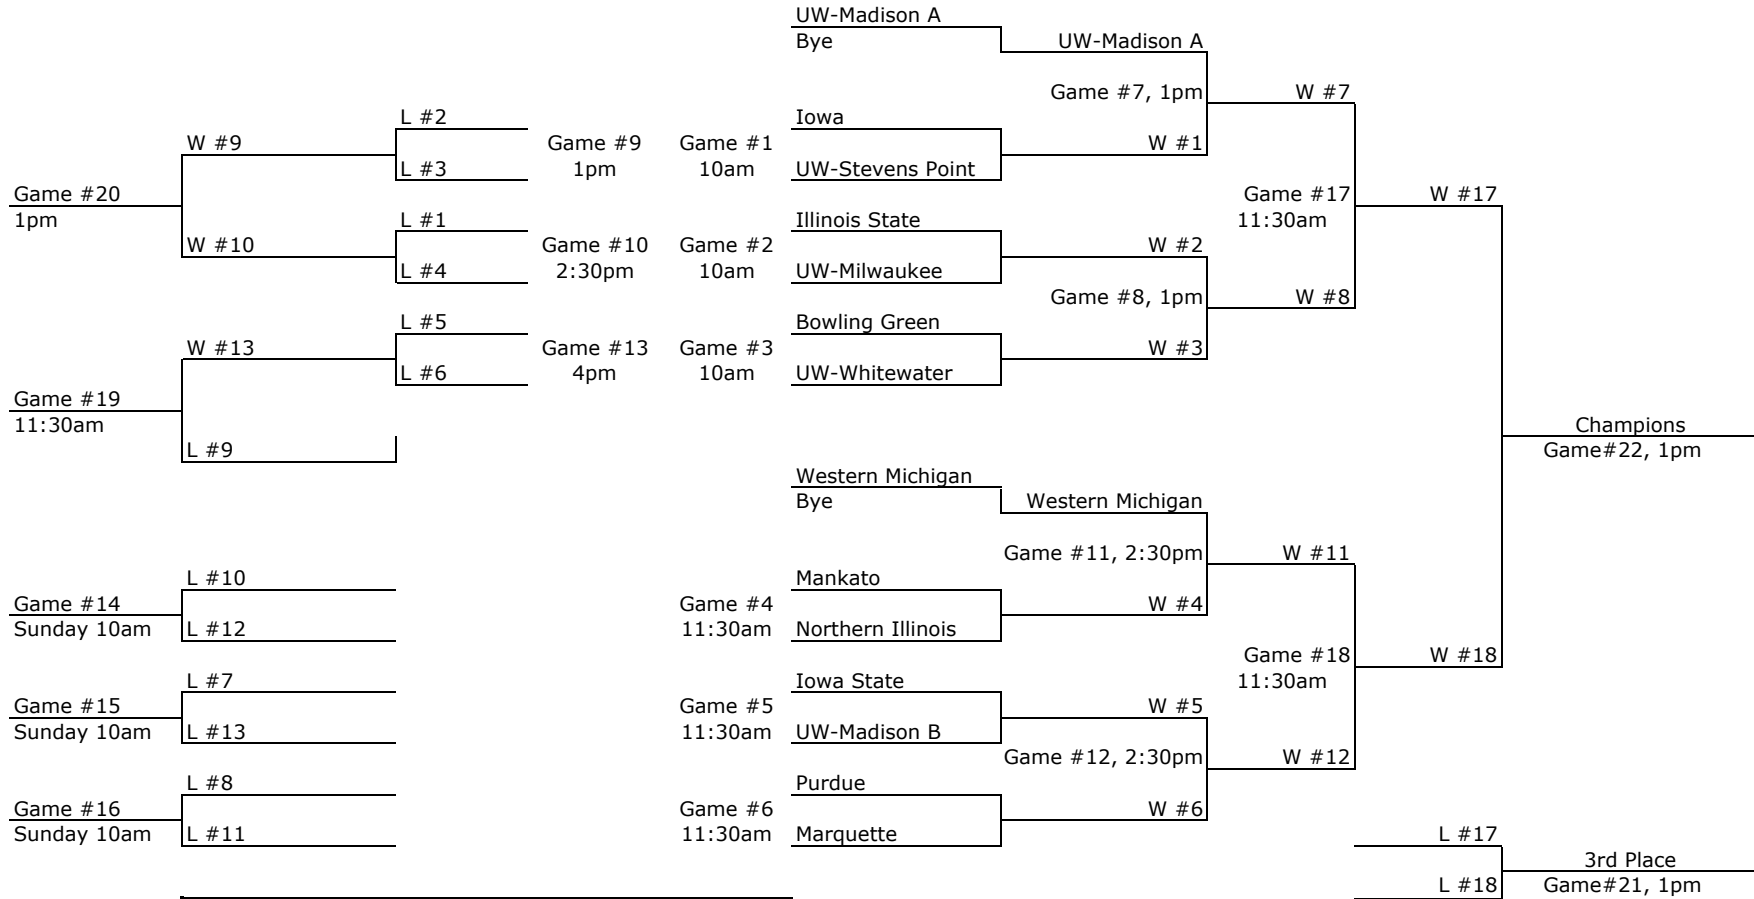 UW-Madison A
Bye
UW-Madison A
Game #7, 1pm
W #7
L #2
Iowa
W #9
Game #9
Game #1
W #1
L #3
1pm
10am
UW-Stevens Point
Game #20
Game #17
W #17
1pm
L #1
Illinois State
11:30am
W #10
Game #10
Game #2
W #2
L #4
2:30pm
10am
UW-Milwaukee
Game #8, 1pm
W #8
L #5
Bowling Green
W #13
Game #13
Game #3
W #3
L #6
4pm
10am
UW-Whitewater
Game #19
11:30am
Champions
L #9
Game#22, 1pm
Western Michigan
Bye
Western Michigan
Game #11, 2:30pm
W #11
L #10
Mankato
Game #14
Game #4
W #4
Sunday 10am
L #12
11:30am
Northern Illinois
Game #18
W #18
L #7
Iowa State
11:30am
Game #15
Game #5
W #5
Sunday 10am
L #13
11:30am
UW-Madison B
Game #12, 2:30pm
W #12
L #8
Purdue
Game #16
Game #6
W #6
Sunday 10am
L #11
11:30am
Marquette
L #17
3rd Place
L #18
Game#21, 1pm